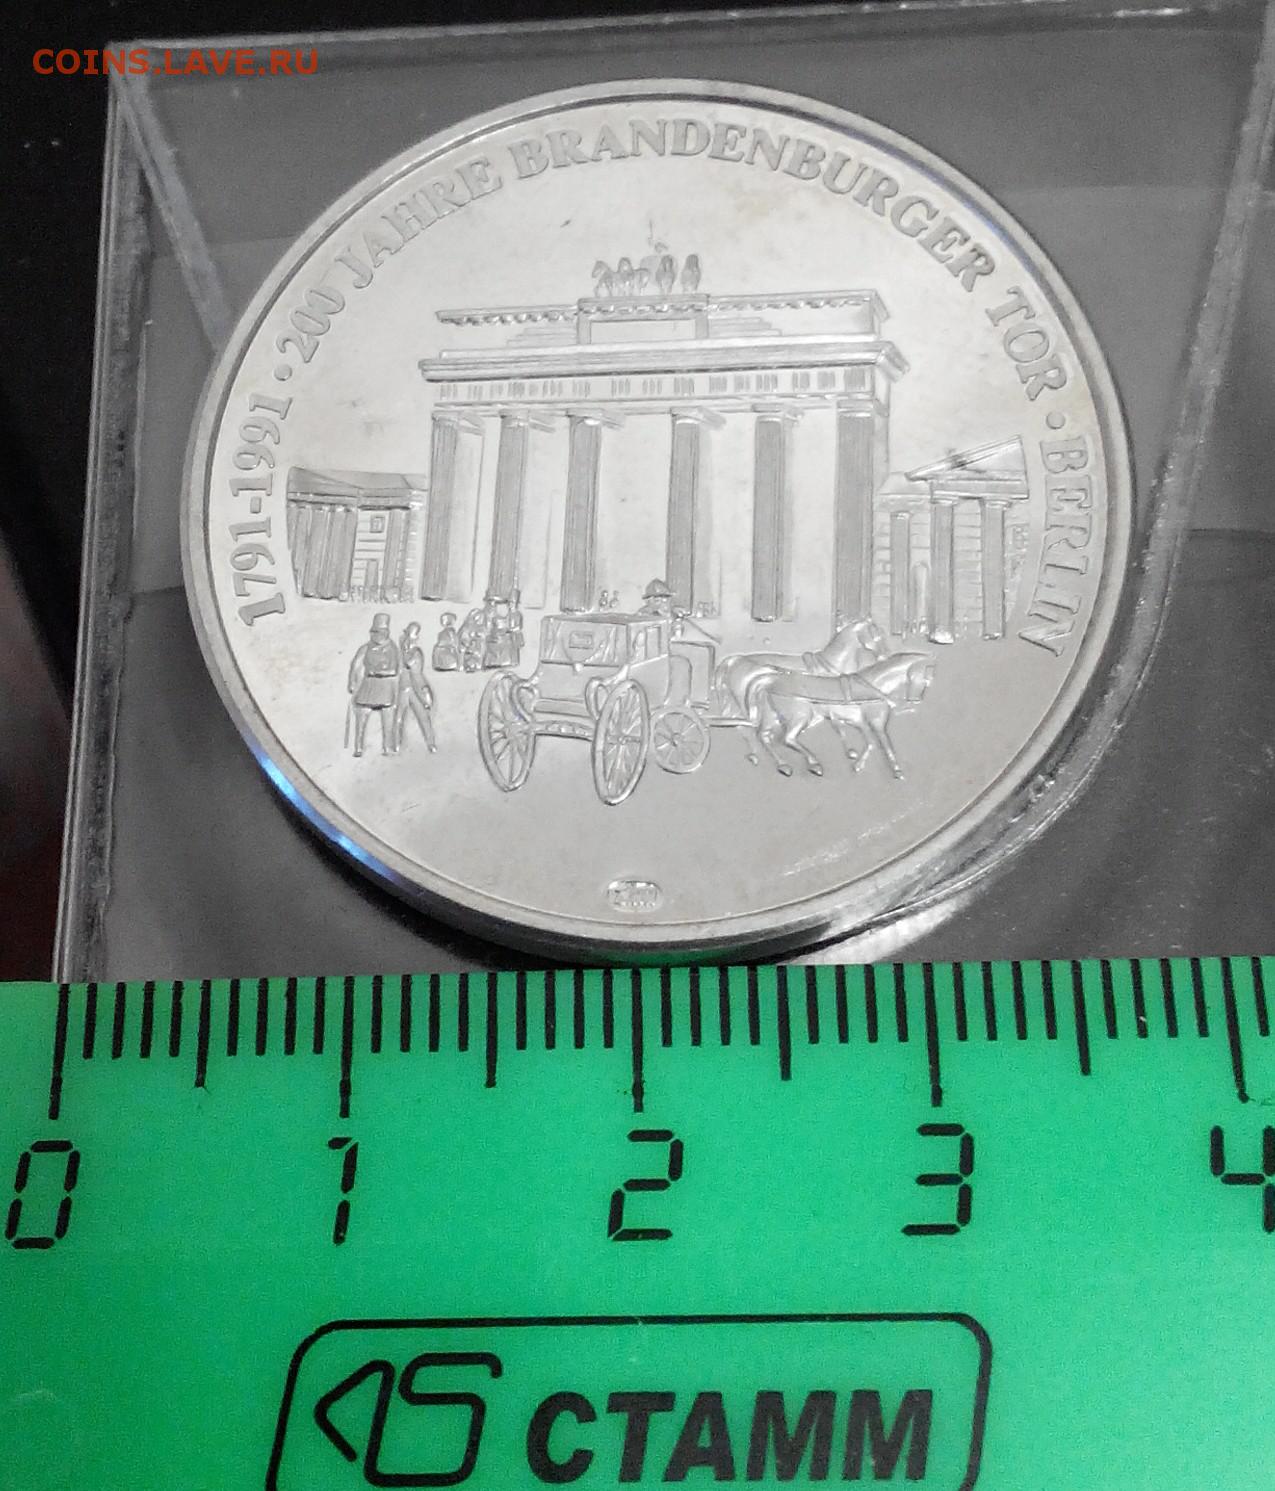 COINS.LAVE.RU
1791-1991 · 200 JAHRE BRANDENBURGER TOR · BERLIN
0 1 2 3 4
СТАММ